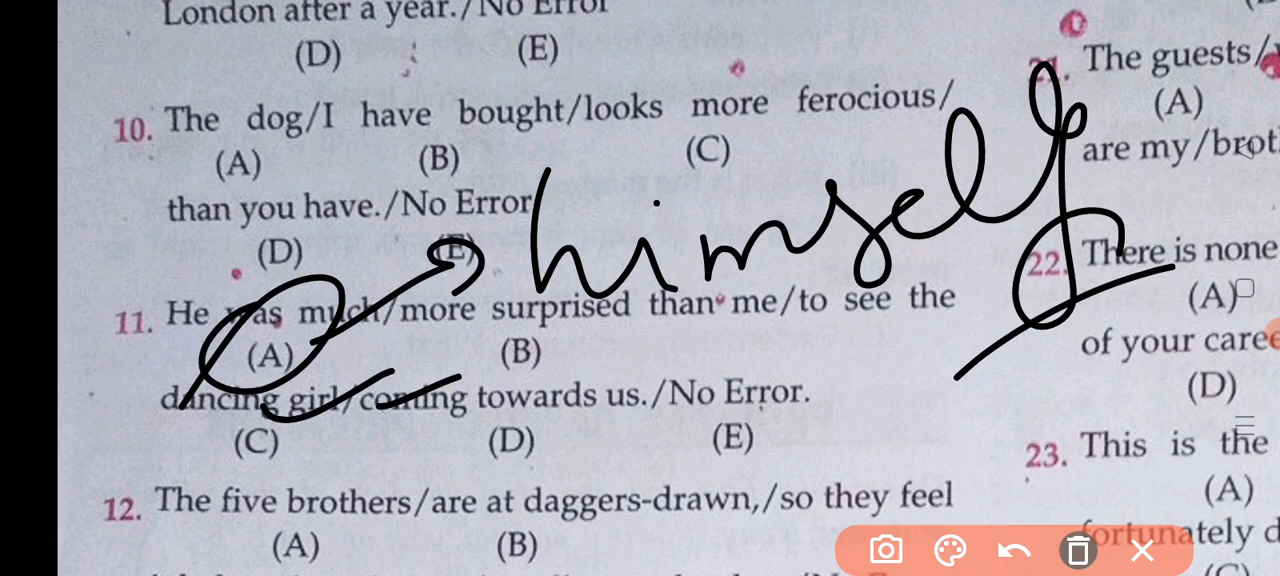 London after a year./No Error
(D) (E)
10. The dog/I have bought/looks more ferocious/
(A) (B) (C)
than you have./No Error
(D) (E)
himself
11. He was much/more surprised than me/to see the
(A) (B)
dancing girl/coming towards us./No Error.
(C) (D) (E)
12. The five brothers/are at daggers-drawn,/so they feel
(A) (B)
21. The guests/
(A)
are my/brot
22. There is none
(A)
of your caree
(D)
23. This is the
(A)
fortunately d
(C)